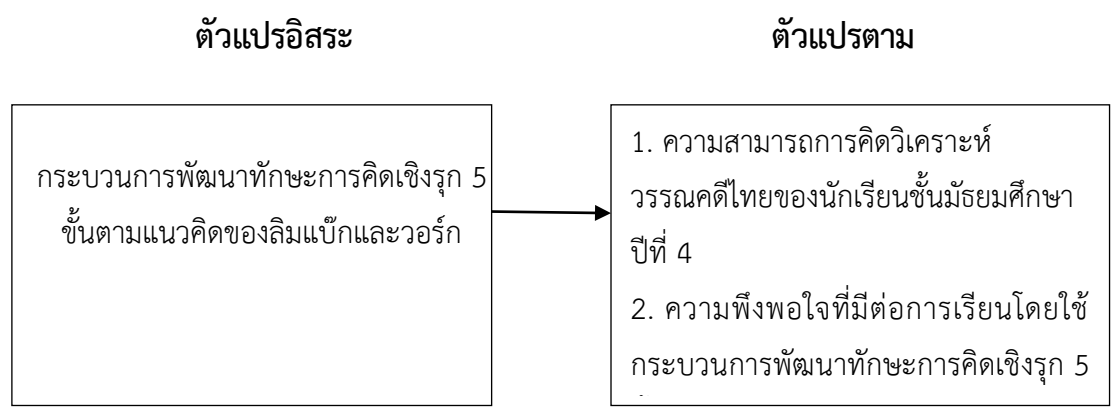 ตัวแปรอิสระ
ตัวแปรตาม
กระบวนการพัฒนาทักษะการคิดเชิงรุก 5
ขั้นตามแนวคิดของลิมแบ๊กและวอร์ก
1. ความสามารถการคิดวิเคราะห์
วรรณคดีไทยของนักเรียนชั้นมัธยมศึกษา
ปีที่ 4
2. ความพึงพอใจที่มีต่อการเรียนโดยใช้
กระบวนการพัฒนาทักษะการคิดเชิงรุก 5